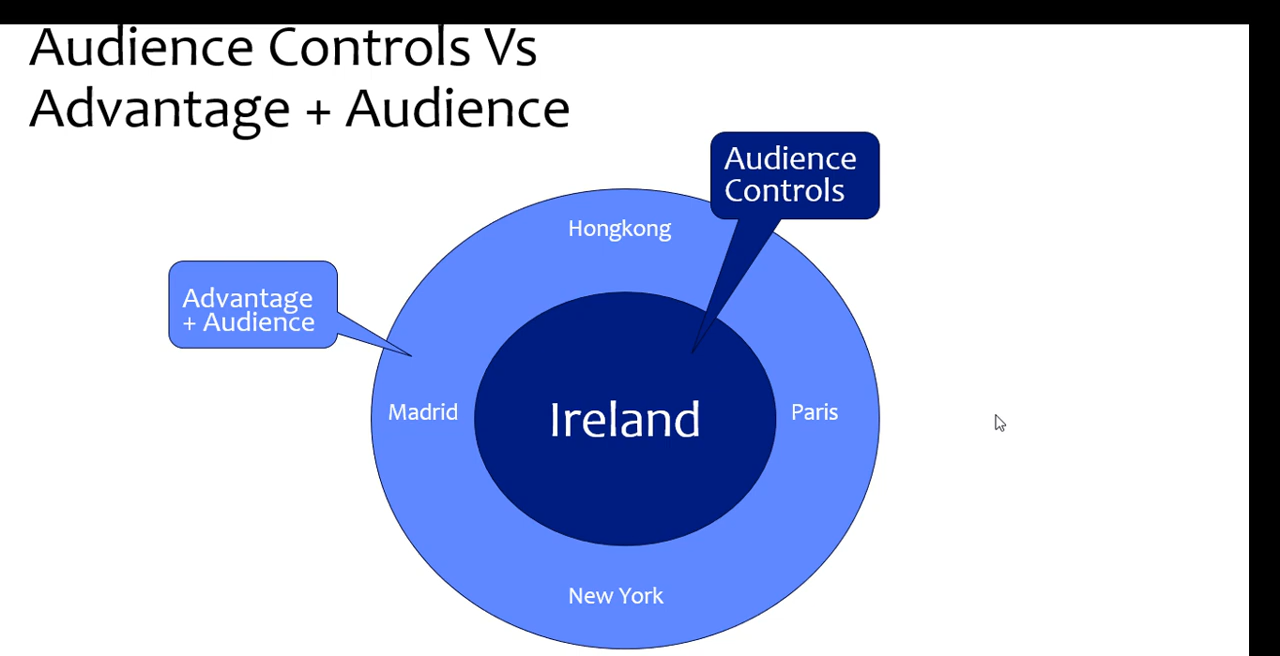 Audience Controls Vs
Advantage + Audience
Audience
Controls
Hongkong
Advantage
+ Audience
Madrid
Ireland
Paris
New York